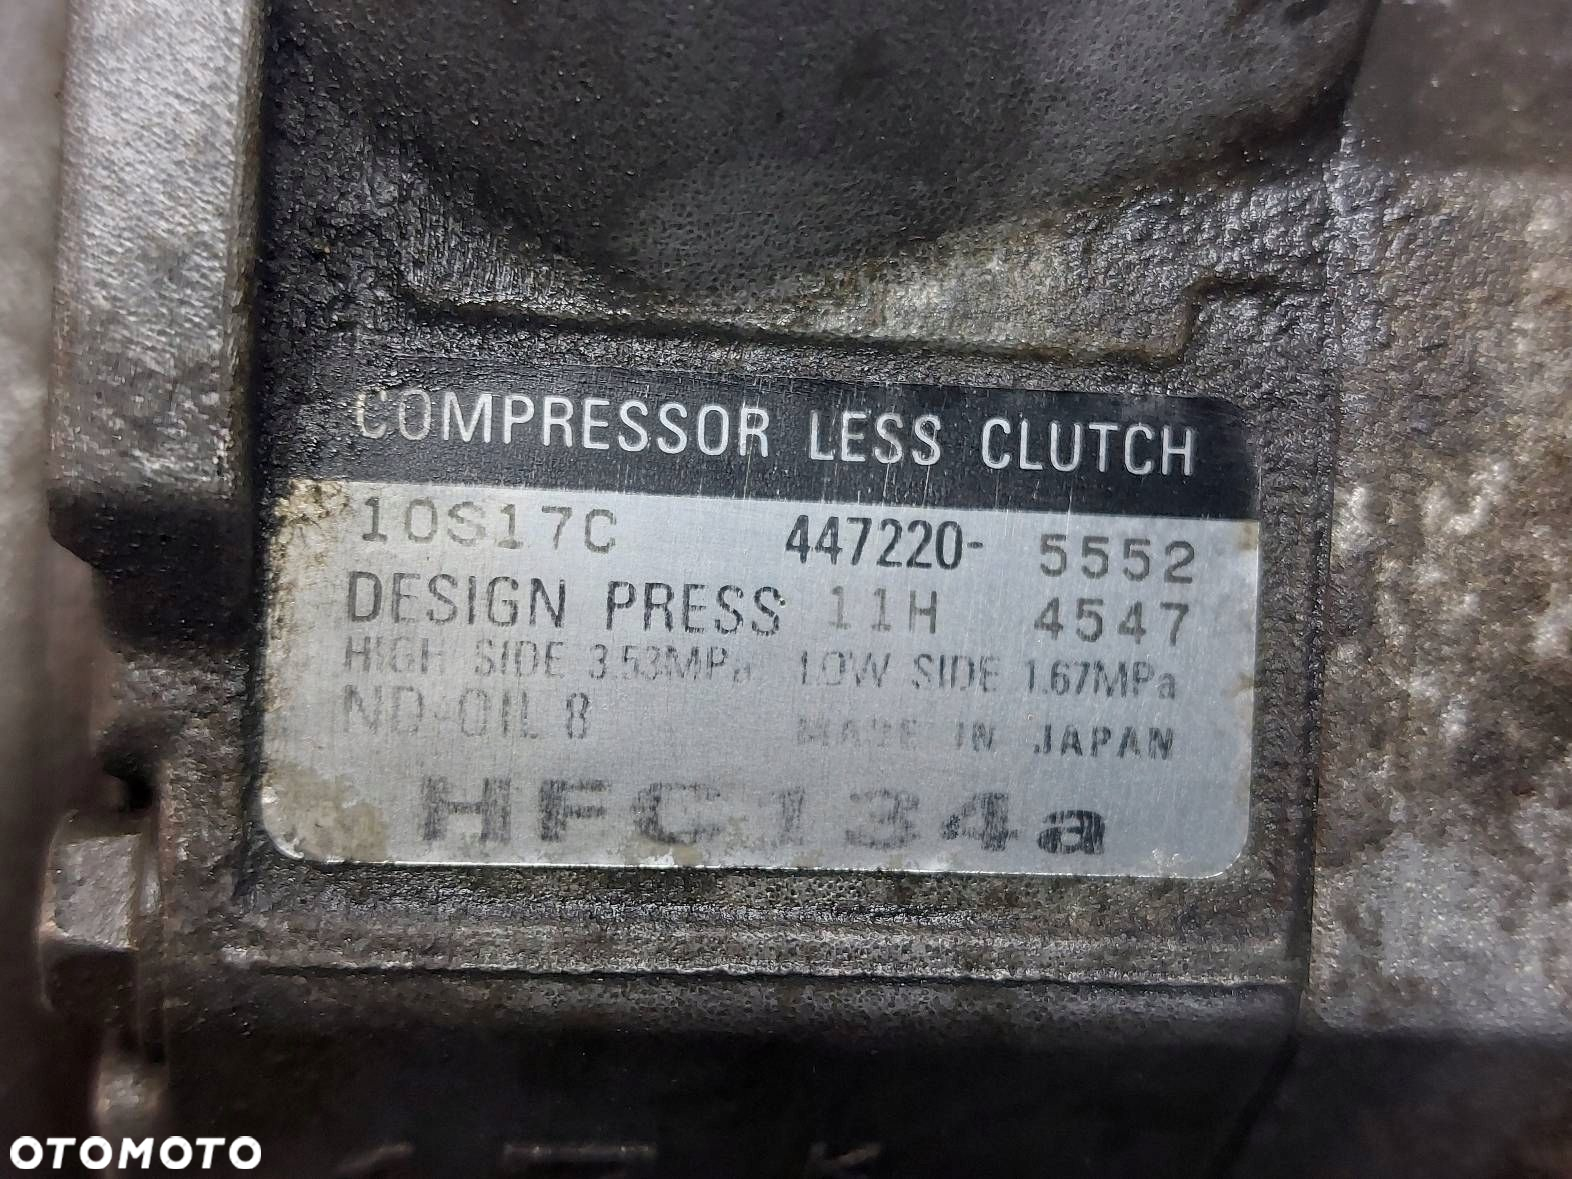 COMPRESSOR LESS CLUTCH
10S17C 447220- 5552
DESIGN PRESS 11H 4547
HIGH SIDE 3.53MPa LOW SIDE 1.67MPa
ND-OIL 8 MADE IN JAPAN
HFC134a
OTOMOTO